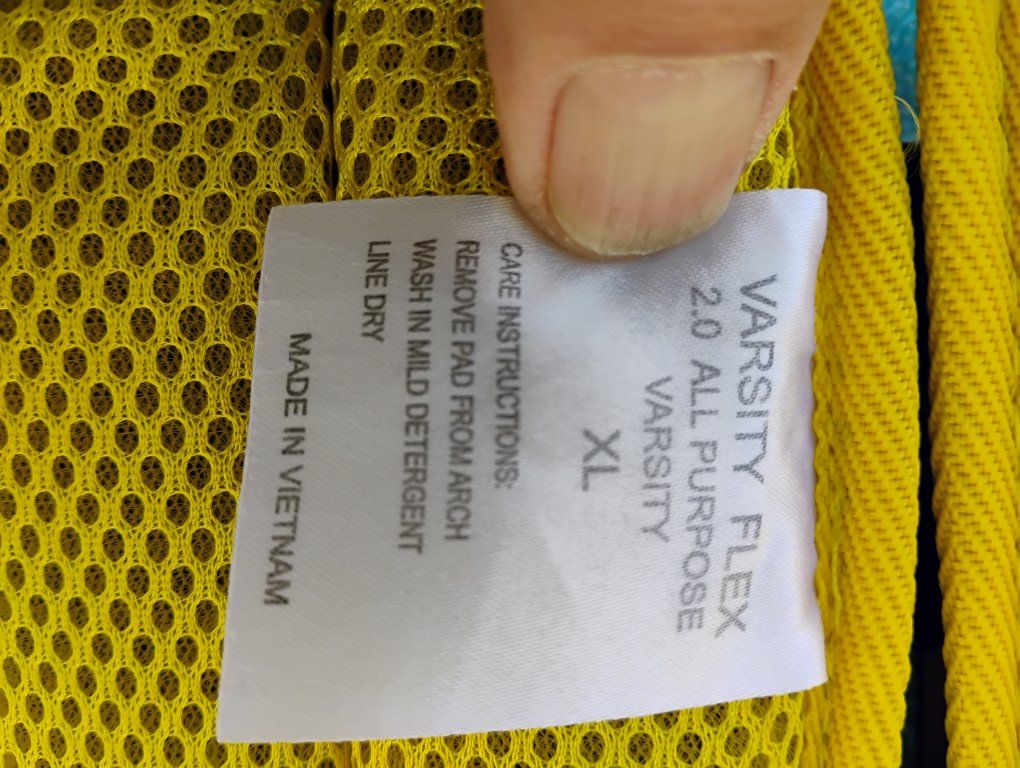 VARSITY FLEX
2.0 ALL PURPOSE
VARSITY
XL
CARE INSTRUCTIONS:
REMOVE PAD FROM ARCH
WASH IN MILD DETERGENT
LINE DRY
MADE IN VIETNAM